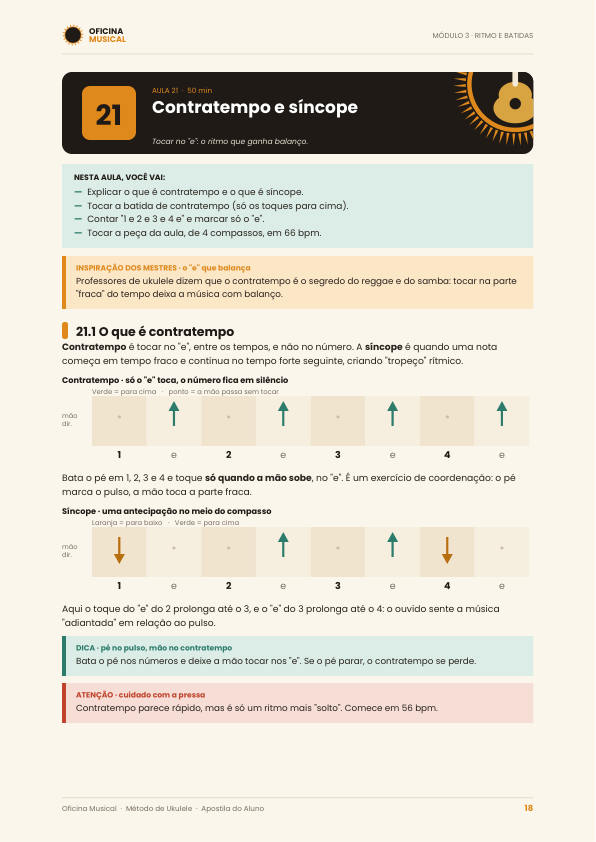 OFICINA
MUSICAL
MÓDULO 3 · RITMO E BATIDAS
21
AULA 21 · 50 min
Contratempo e síncope
Tocar no "e": o ritmo que ganha balanço.
NESTA AULA, VOCÊ VAI:
— Explicar o que é contratempo e o que é síncope.
— Tocar a batida de contratempo (só os toques para cima).
— Contar "1 e 2 e 3 e 4 e" e marcar só o "e".
— Tocar a peça da aula, de 4 compassos, em 66 bpm.
INSPIRAÇÃO DOS MESTRES · o "e" que balança
Professores de ukulele dizem que o contratempo é o segredo do reggae e do samba: tocar na parte
"fraca" do tempo deixa a música com balanço.
21.1 O que é contratempo
Contratempo é tocar no "e", entre os tempos, e não no número. A síncope é quando uma nota
começa em tempo fraco e continua no tempo forte seguinte, criando "tropeço" rítmico.
Contratempo · só o "e" toca, o número fica em silêncio
Verde = para cima · ponto = a mão passa sem tocar
mão
dir.
1 e 2 e 3 e 4 e
Bata o pé em 1, 2, 3 e 4 e toque só quando a mão sobe, no "e". É um exercício de coordenação: o pé
marca o pulso, a mão toca a parte fraca.
Síncope · uma antecipação no meio do compasso
Laranja = para baixo · Verde = para cima
mão
dir.
1 e 2 e 3 e 4 e
Aqui o toque do "e" do 2 prolonga até o 3, e o "e" do 3 prolonga até o 4: o ouvido sente a música
"adiantada" em relação ao pulso.
DICA · pé no pulso, mão no contratempo
Bata o pé nos números e deixe a mão tocar nos "e". Se o pé parar, o contratempo se perde.
ATENÇÃO · cuidado com a pressa
Contratempo parece rápido, mas é só um ritmo mais "solto". Comece em 56 bpm.
Oficina Musical · Método de Ukulele · Apostila do Aluno
18